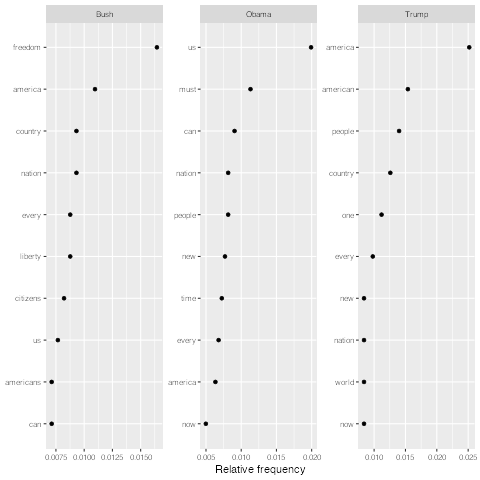 Bush
Obama
Trump
freedom
america
country
nation
every
liberty
citizens
us
americans
can
us
must
can
nation
people
new
time
every
america
now
america
american
people
country
one
every
new
nation
world
now
0.0075 0.0100 0.0125 0.0150
0.005 0.010 0.015 0.020
0.010 0.015 0.020 0.025
Relative frequency